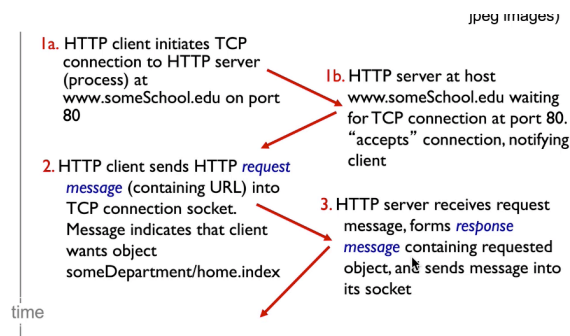 jpeg images)
1a. HTTP client initiates TCP
connection to HTTP server
(process) at
www.someSchool.edu on port
80
1b. HTTP server at host
www.someSchool.edu waiting
for TCP connection at port 80.
“accepts” connection, notifying
client
2. HTTP client sends HTTP request
message (containing URL) into
TCP connection socket.
Message indicates that client
wants object
someDepartment/home.index
3. HTTP server receives request
message, forms response
message containing requested
object, and sends message into
its socket
time